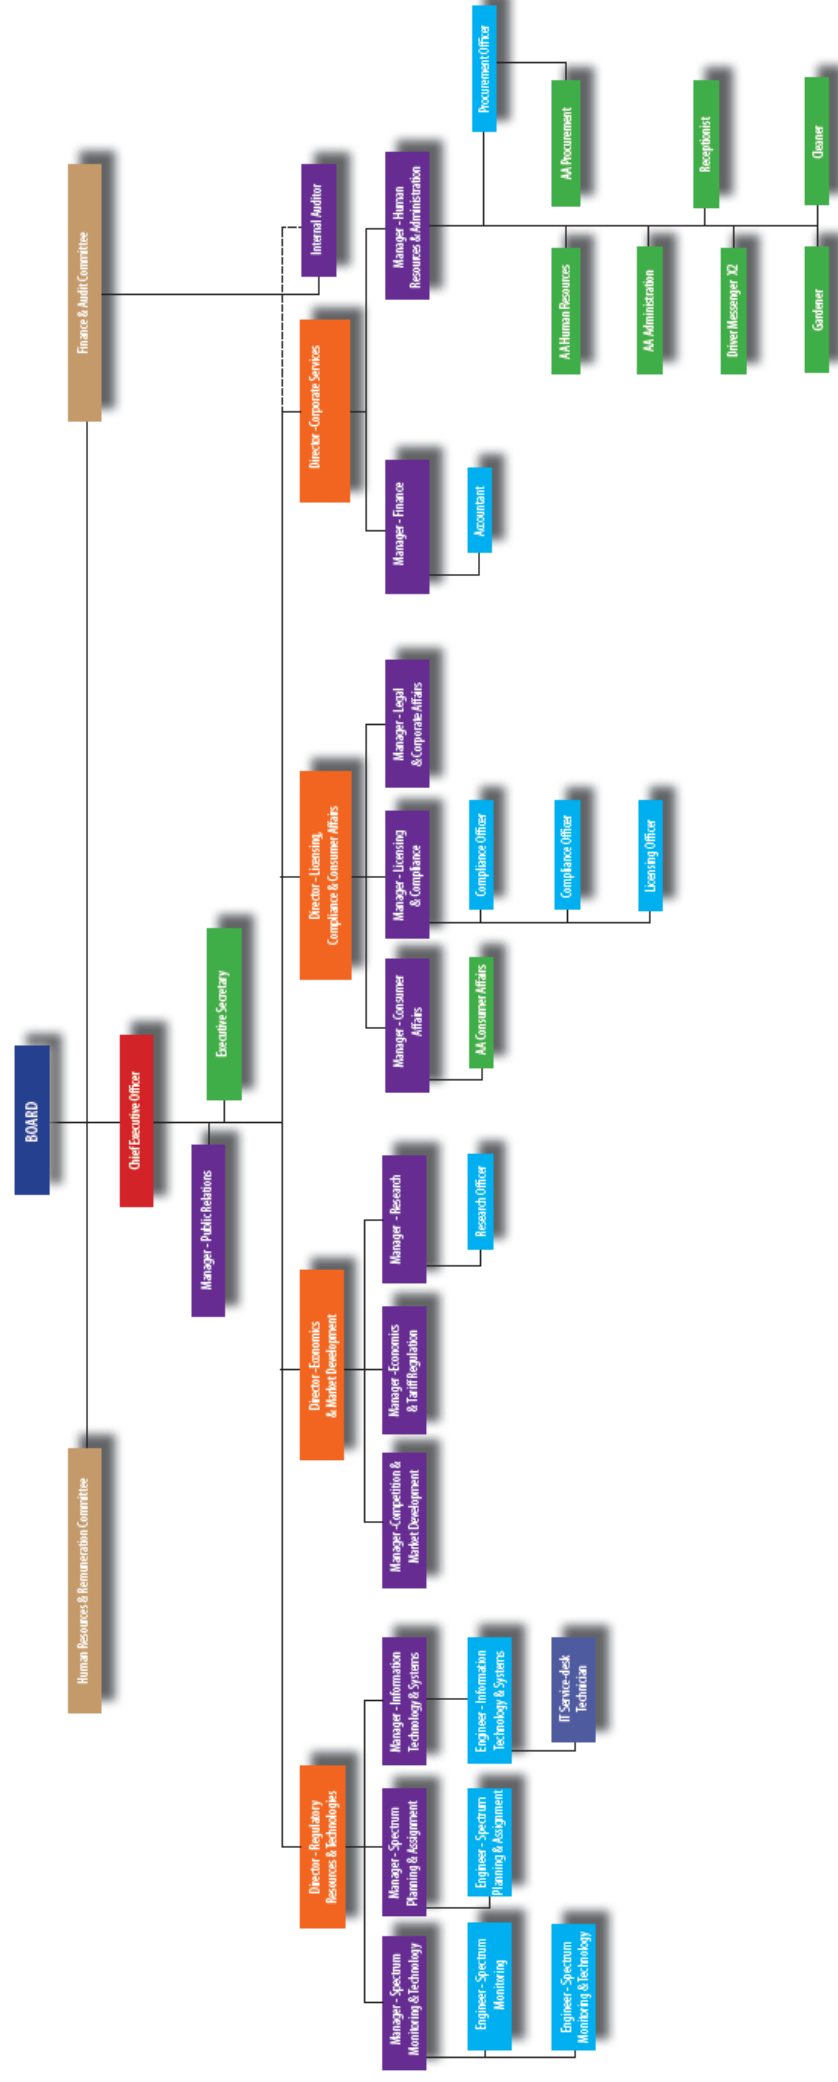 BOARD
Human Resources & Remuneration Committee
Finance & Audit Committee
Chief Executive Officer
Manager - Public Relations
Executive Secretary
Director - Regulatory
Resources & Technologies
Director -Economics
& Market Development
Director - Licensing,
Compliance & Consumer Affairs
Director -Corporate Services
Internal Auditor
Manager - Spectrum
Monitoring & Technology
Manager - Spectrum
Planning & Assignment
Manager - Information
Technology & Systems
Manager -Competition &
Market Development
Manager -Economics
& Tariff Regulation
Manager - Research
Manager - Consumer
Affairs
Manager - Licensing
& Compliance
Manager - Legal
& Corporate Affairs
Manager - Finance
Manager - Human
Resources & Administration
Engineer - Spectrum
Monitoring
Engineer - Spectrum
Planning & Assignment
Engineer - Information
Technology & Systems
Research Officer
AA Consumer Affairs
Compliance Officer
Accountant
Procurement Officer
Engineer - Spectrum
Monitoring & Technology
IT Service-desk
Technician
Compliance Officer
AA Human Resources
AA Procurement
Licensing Officer
AA Administration
Receptionist
Driver Messenger X2
Gardener
Cleaner